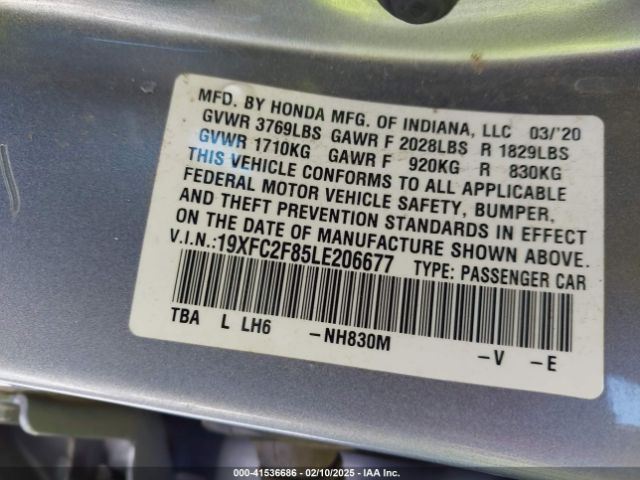 MFD. BY HONDA MFG. OF INDIANA, LLC 03/'20
GVWR 3769LBS GAWR F 2028LBS R 1829LBS
GVWR 1710KG GAWR F 920KG R 830KG
THIS VEHICLE CONFORMS TO ALL APPLICABLE
FEDERAL MOTOR VEHICLE SAFETY, BUMPER,
AND THEFT PREVENTION STANDARDS IN EFFECT
ON THE DATE OF MANUFACTURE SHOWN ABOVE.
V.I.N.:19XFC2F85LE206677 TYPE: PASSENGER CAR
TBA L LH6 -NH830M -V -E
000-41536686 - 02/10/2025 - IAA Inc.